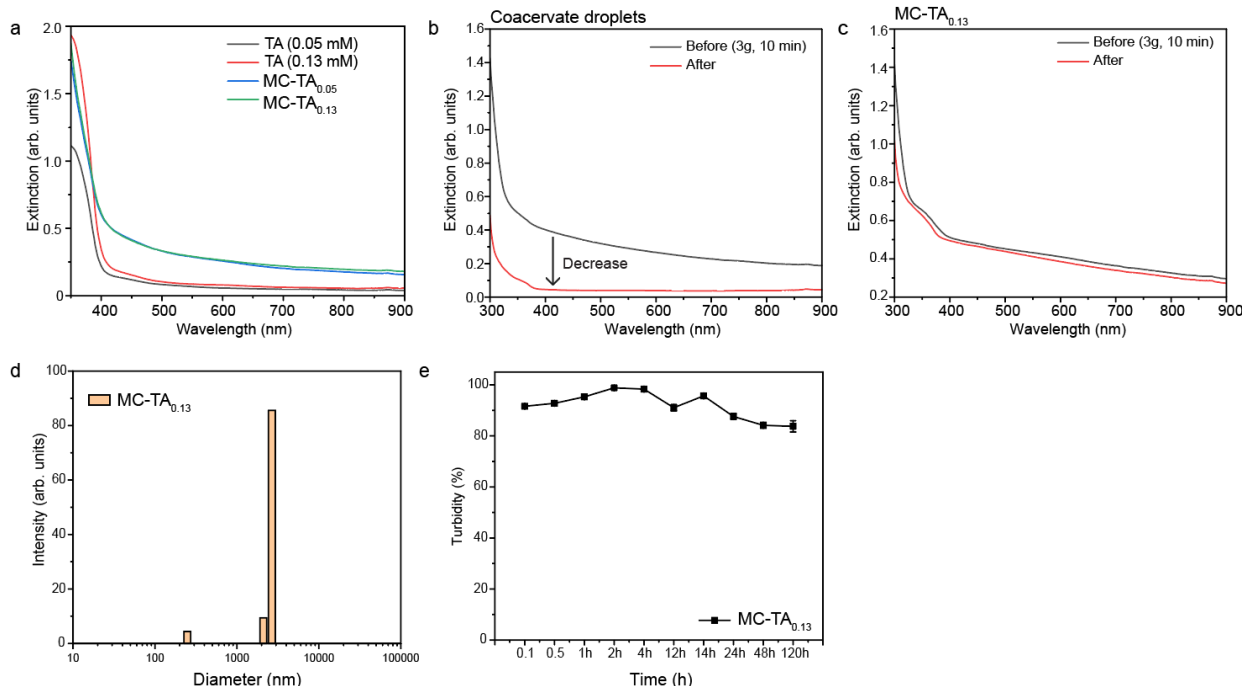 a
TA (0.05 mM)
TA (0.13 mM)
MC-TA0.05
MC-TA0.13
2.0
1.5
1.0
0.5
0
Extinction (arb. units)
400 500 600 700 800 900
Wavelength (nm)
b
Coacervate droplets
Before (3g, 10 min)
After
Decrease
1.6
1.4
1.2
1.0
0.8
0.6
0.4
0.2
0.0
Extinction (arb. units)
300 400 500 600 700 800 900
Wavelength (nm)
c
MC-TA0.13
Before (3g, 10 min)
After
1.6
1.4
1.2
1.0
0.8
0.6
0.4
0.2
Extinction (arb. units)
300 400 500 600 700 800 900
Wavelength (nm)
d
MC-TA0.13
100
80
60
40
20
0
Intensity (arb. units)
10 100 1000 10000 100000
Diameter (nm)
e
100
80
60
40
20
0
Turbidity (%)
MC-TA0.13
0.1 0.5 1h 2h 4h 12h 14h 24h 48h 120h
Time (h)